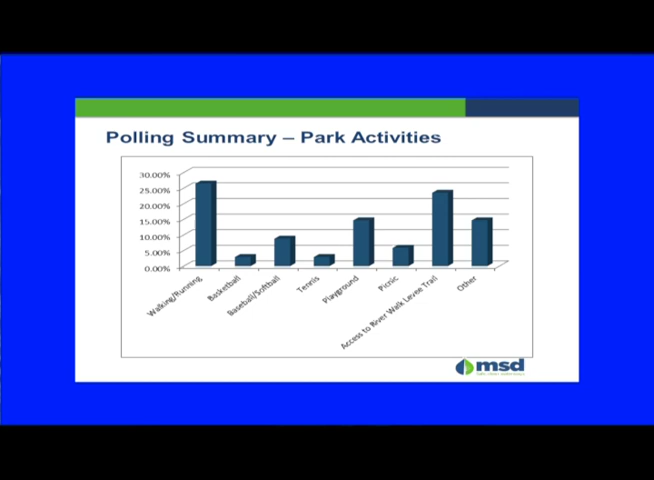 Polling Summary – Park Activities
30.00%
25.00%
20.00%
15.00%
10.00%
5.00%
0.00%
Walking/Running
Basketball
Baseball/Softball
Tennis
Playground
Picnic
Access to River Walk Levee Trail
Other
msd